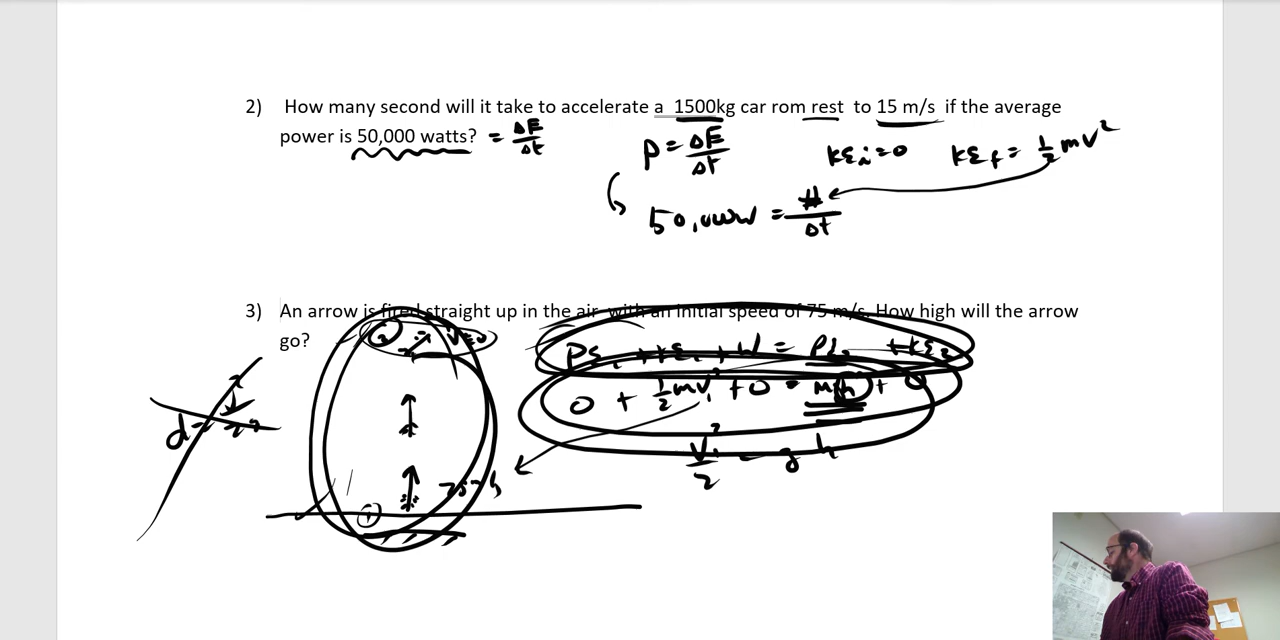 2) How many second will it take to accelerate a 1500kg car rom rest to 15 m/s if the average
power is 50,000 watts? = ΔE/Δt
P = ΔE/Δt
KEi = 0
KEf = ½mv²
50,000W = #/Δt
3) An arrow is fired straight up in the air with an initial speed of 75 m/s. How high will the arrow
go?
2 V=0
PE1 + KE1 + W = PE2 + KE2
0 + ½mv1² + 0 = mgh + 0
V1²/2 = gh
d =
1